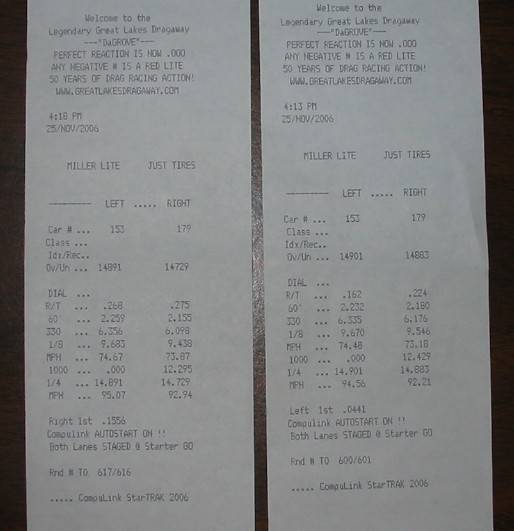 Welcome to the
Legendary Great Lakes Dragaway
---"DaGROVE"---
PERFECT REACTION IS NOW .000
ANY NEGATIVE # IS A RED LITE
50 YEARS OF DRAG RACING ACTION!
WWW.GREATLAKESDRAGAWAY.COM
4:18 PM
25/NOV/2006
MILLER LITE JUST TIRES
--------- LEFT ..... RIGHT
Car # ... 153 179
Class ...
Idx/Rec..
Ov/Un ... 14891 14729
DIAL ...
R/T ... .268 .275
60' ... 2.259 2.155
330 ... 6.356 6.098
1/8 ... 9.683 9.438
MPH ... 74.67 73.87
1000 ... .000 12.295
1/4 ... 14.891 14.729
MPH ... 95.07 92.94
Right 1st .1556
Compulink AUTOSTART ON !!
Both Lanes STAGED @ Starter GO
Rnd # TO 617/616
..... CompuLink StarTRAK 2006
Welcome to the
Legendary Great Lakes Dragaway
---"DaGROVE"---
PERFECT REACTION IS NOW .000
ANY NEGATIVE # IS A RED LITE
50 YEARS OF DRAG RACING ACTION!
WWW.GREATLAKESDRAGAWAY.COM
4:13 PM
25/NOV/2006
MILLER LITE JUST TIRES
--------- LEFT ..... RIGHT
Car # ... 153 179
Class ...
Idx/Rec..
Ov/Un ... 14901 14883
DIAL ...
R/T ... .162 .224
60' ... 2.232 2.180
330 ... 6.335 6.176
1/8 ... 9.670 9.546
MPH ... 74.48 73.18
1000 ... .000 12.429
1/4 ... 14.901 14.883
MPH ... 94.56 92.21
Left 1st .0441
Compulink AUTOSTART ON !!
Both Lanes STAGED @ Starter GO
Rnd # TO 600/601
..... CompuLink StarTRAK 2006